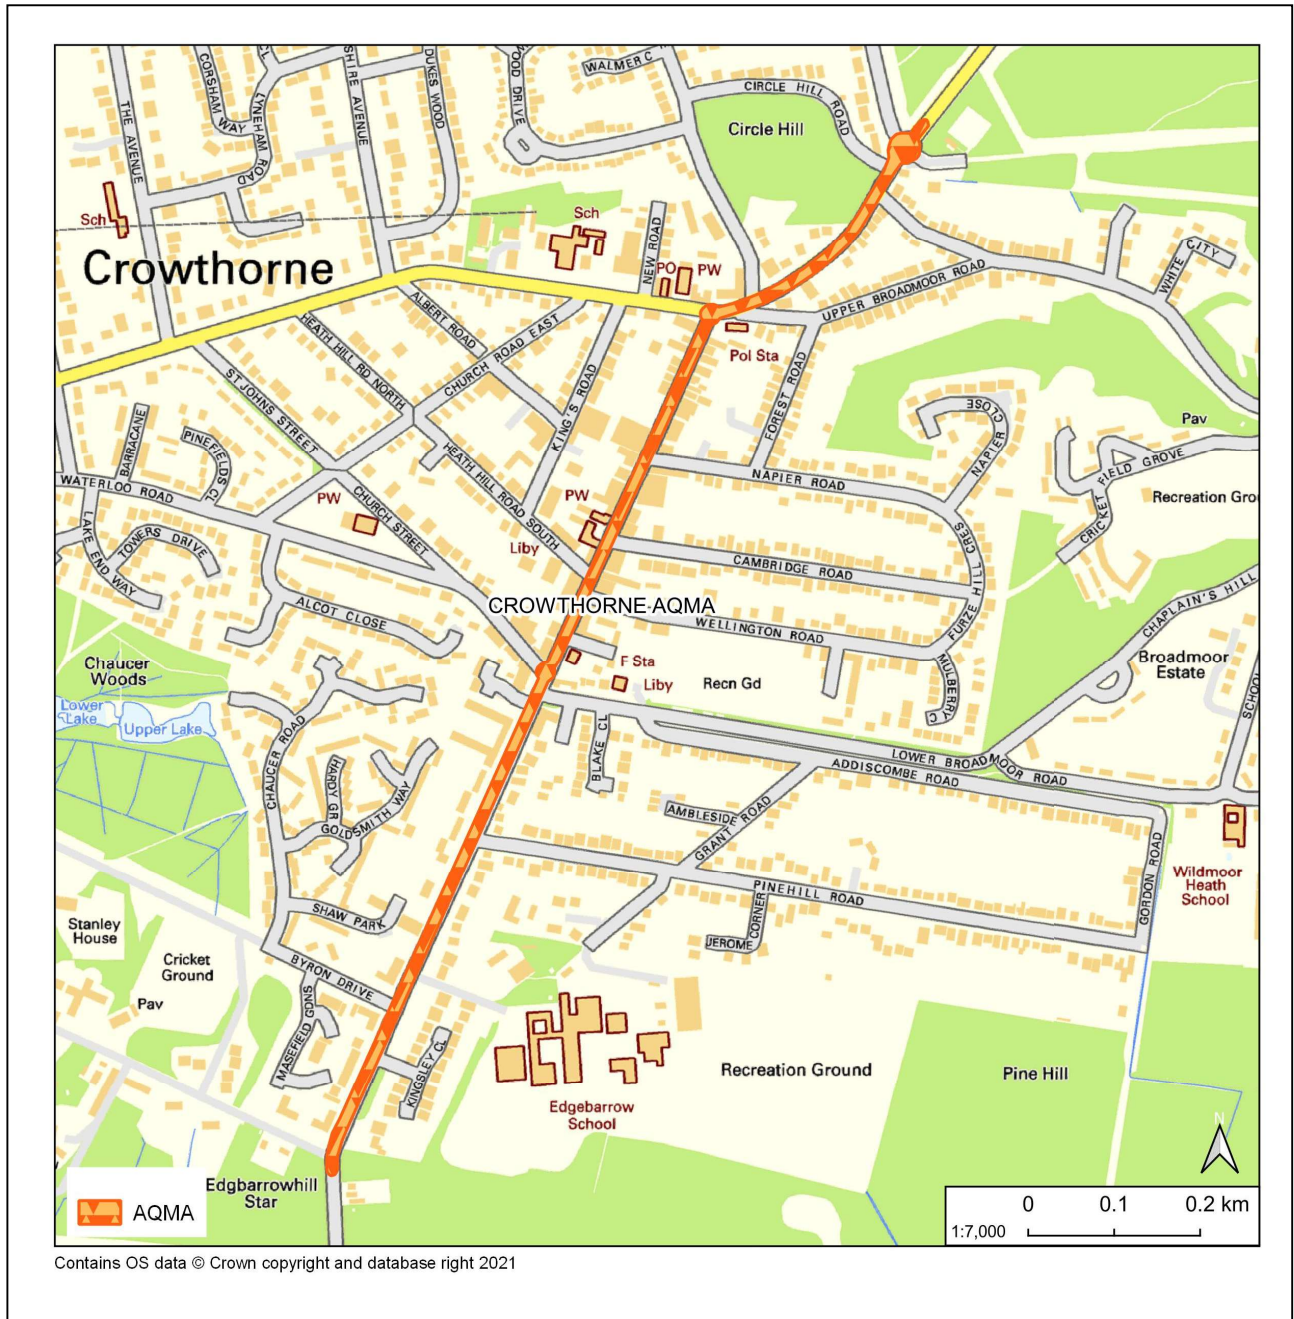 WALMER C
CORSHAM WAY
LYNEHAM ROAD
CL
SHIRE AVENUE
DUKES WOOD
OOD DRIVE
THE AVENUE
CIRCLE HILL ROAD
Circle Hill
Sch
Sch
Crowthorne
NEW ROAD
PO
PW
WHITE CITY
UPPER BROADMOOR ROAD
ALBERT ROAD
HEATH HILL RD NORTH
CHURCH ROAD EAST
Pol Sta
KING'S ROAD
FOREST ROAD
ST JOHNS STREET
NAPIER CLOSE
Pav
BARRACANE
PINEFIELDS CL
HEATH HILL ROAD SOUTH
CRICKET FIELD GROVE
WATERLOO ROAD
NAPIER ROAD
Recreation Gro
PW
CHURCH STREET
PW
Liby
LAKE END WAY
TOWERS DRIVE
CAMBRIDGE ROAD
FURZE HILL CRES
CHAPLAIN'S HILL
CROWTHORNE AQMA
ALCOT CLOSE
WELLINGTON ROAD
Chaucer
Woods
F Sta
Liby
Recn Gd
MULBERRY C
Broadmoor
Estate
SCHOOL
Lower
Lake
Upper Lake
CHAUCER ROAD
BLAKE CL
LOWER BROADMOOR ROAD
ADDISCOMBE ROAD
HARDY GR
GOLDSMITH WAY
AMBLESIDE
GRANT ROAD
Wildmoor
Heath
School
PINEHILL ROAD
GORDON ROAD
SHAW PARK
JEROME CORNER
Stanley
House
Cricket
Ground
BYRON DRIVE
Pav
MASEFIELD GDNS
KINGSLEY CL
Recreation Ground
Pine Hill
Edgebarrow
School
N
Edgbarrowhill
Star
AQMA
0 0.1 0.2 km
1:7,000
Contains OS data © Crown copyright and database right 2021